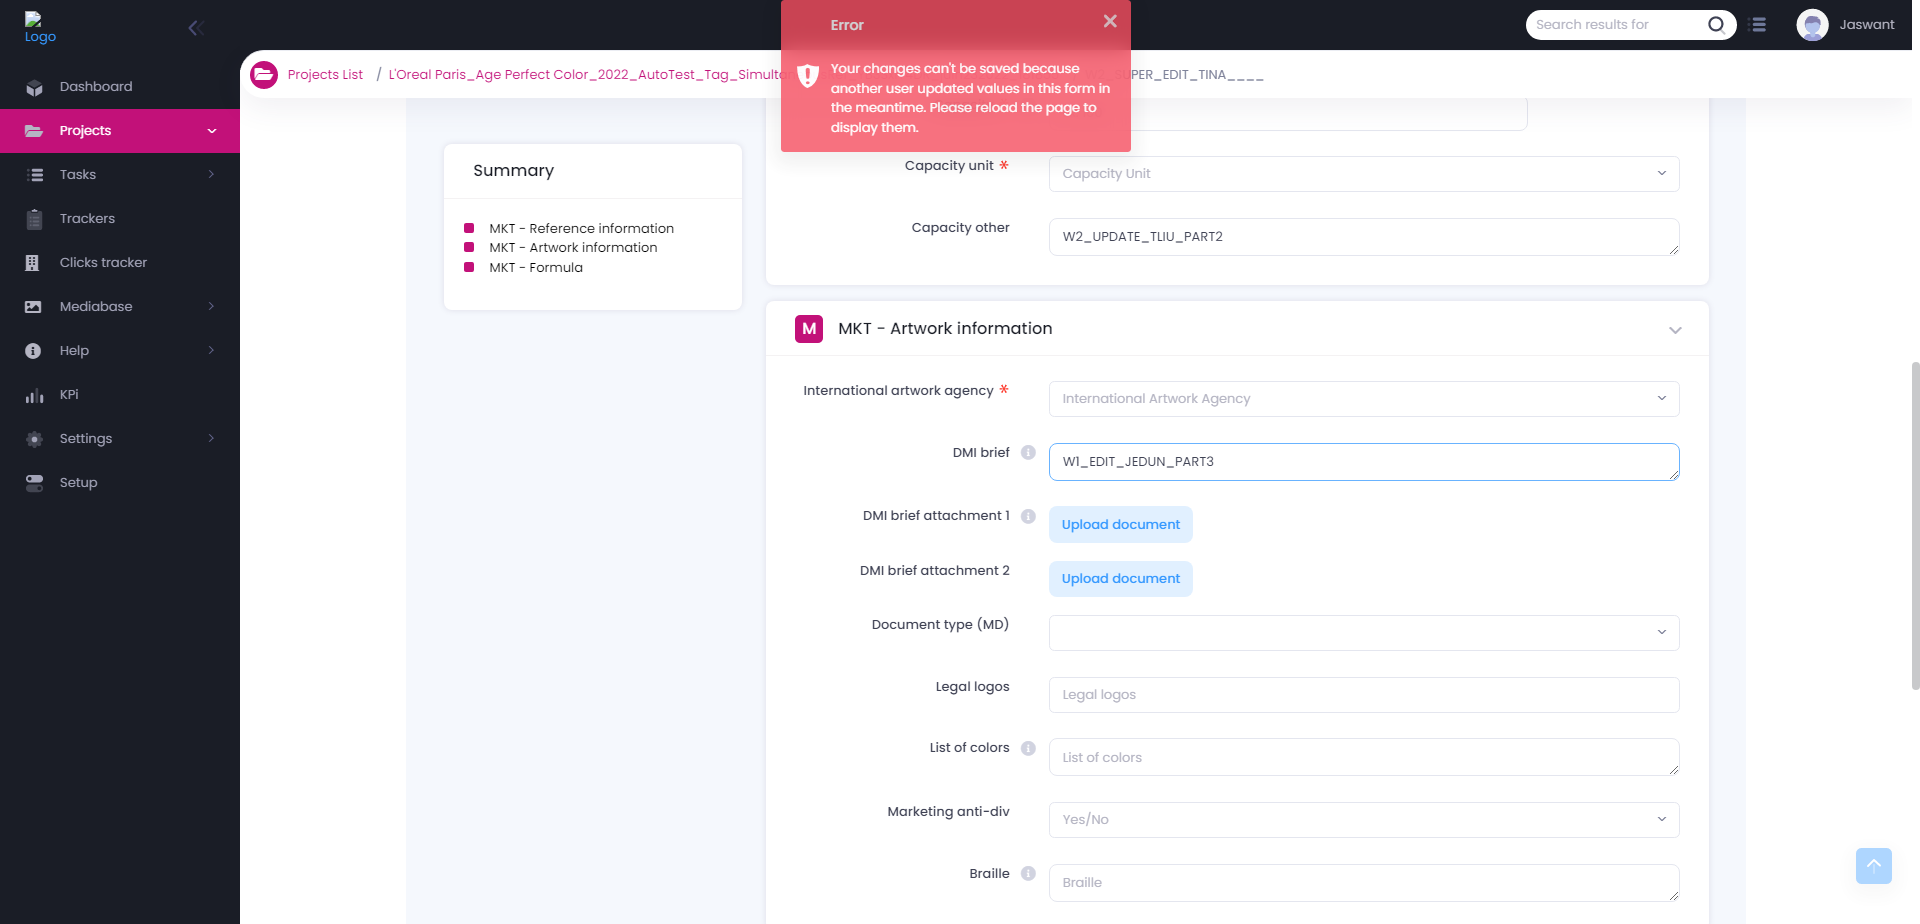 Logo
Dashboard
Projects
Tasks
Trackers
Clicks tracker
Mediabase
Help
KPi
Settings
Setup
Search results for
Jaswant
Projects List / L'Oreal Paris_Age Perfect Color_2022_AutoTest_Tag_Simultan
SUPER_EDIT_TINA____
Error
Your changes can't be saved because
another user updated values in this form in
the meantime. Please reload the page to
display them.
Summary
MKT - Reference information
MKT - Artwork information
MKT - Formula
Capacity unit *
Capacity Unit
Capacity other
W2_UPDATE_TLIU_PART2
M
MKT - Artwork information
International artwork agency *
International Artwork Agency
DMI brief
W1_EDIT_JEDUN_PART3
DMI brief attachment 1
Upload document
DMI brief attachment 2
Upload document
Document type (MD)
Legal logos
Legal logos
List of colors
List of colors
Marketing anti-div
Yes/No
Braille
Braille